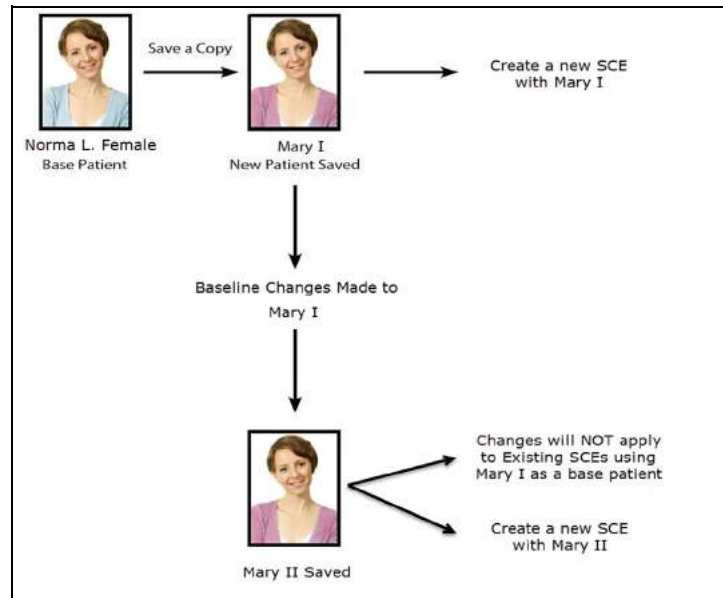 Save a Copy
Norma L. Female
Base Patient
Mary I
New Patient Saved
Create a new SCE
with Mary I
Baseline Changes Made to
Mary I
Changes will NOT apply
to Existing SCEs using
Mary I as a base patient
Create a new SCE
with Mary II
Mary II Saved